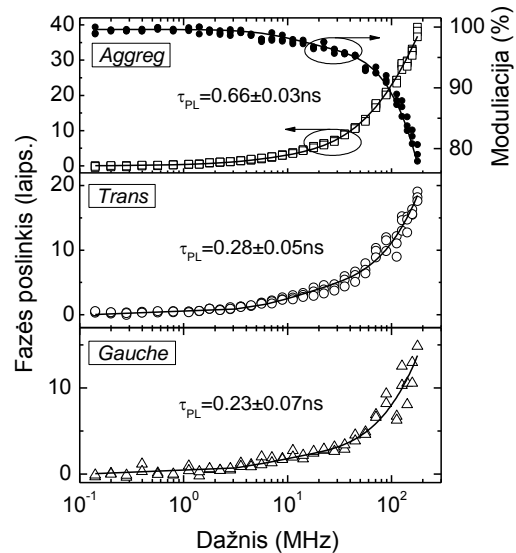 Aggreg
τPL=0.66±0.03ns
40
30
20
10
0
100
90
80
Moduliacija (%)
Trans
τPL=0.28±0.05ns
20
10
0
Fazės poslinkis (laips.)
Gauche
τPL=0.23±0.07ns
10
0
10⁻¹ 10⁰ 10¹ 10²
Dažnis (MHz)